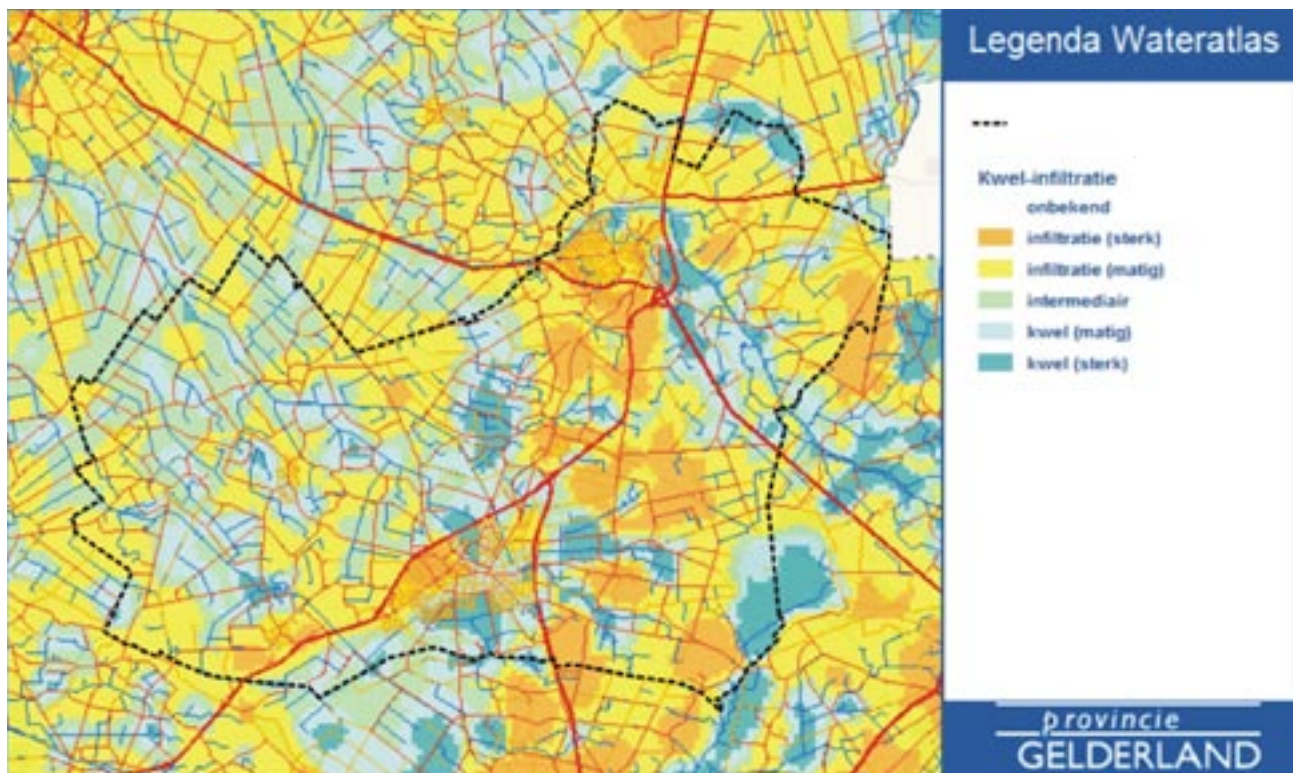 Legenda Wateratlas
Kwel-infiltratie
onbekend
infiltratie (sterk)
infiltratie (matig)
intermediair
kwel (matig)
kwel (sterk)
provincie
GELDERLAND